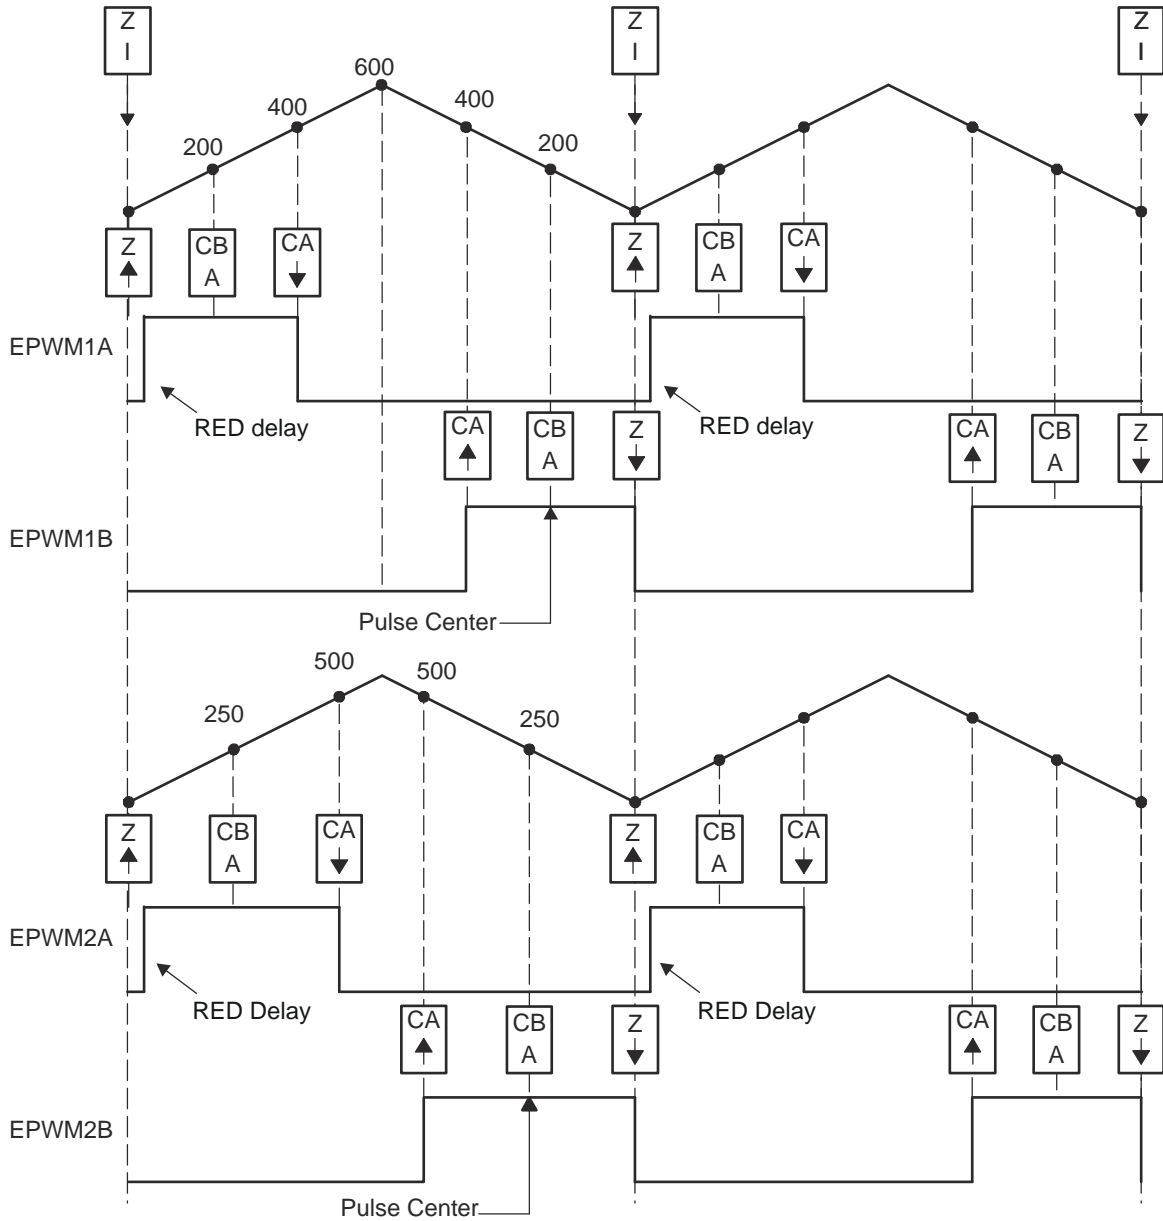 Z Z Z
I I I
600
400 400
200 200
Z CB CA Z CB CA
A A
EPWM1A
RED delay RED delay
CA CB Z CA CB Z
A A
EPWM1B
Pulse Center
500 500
250 250
Z CB CA Z CB CA
A A
EPWM2A
RED Delay RED Delay
CA CB Z CA CB Z
A A
EPWM2B
Pulse Center